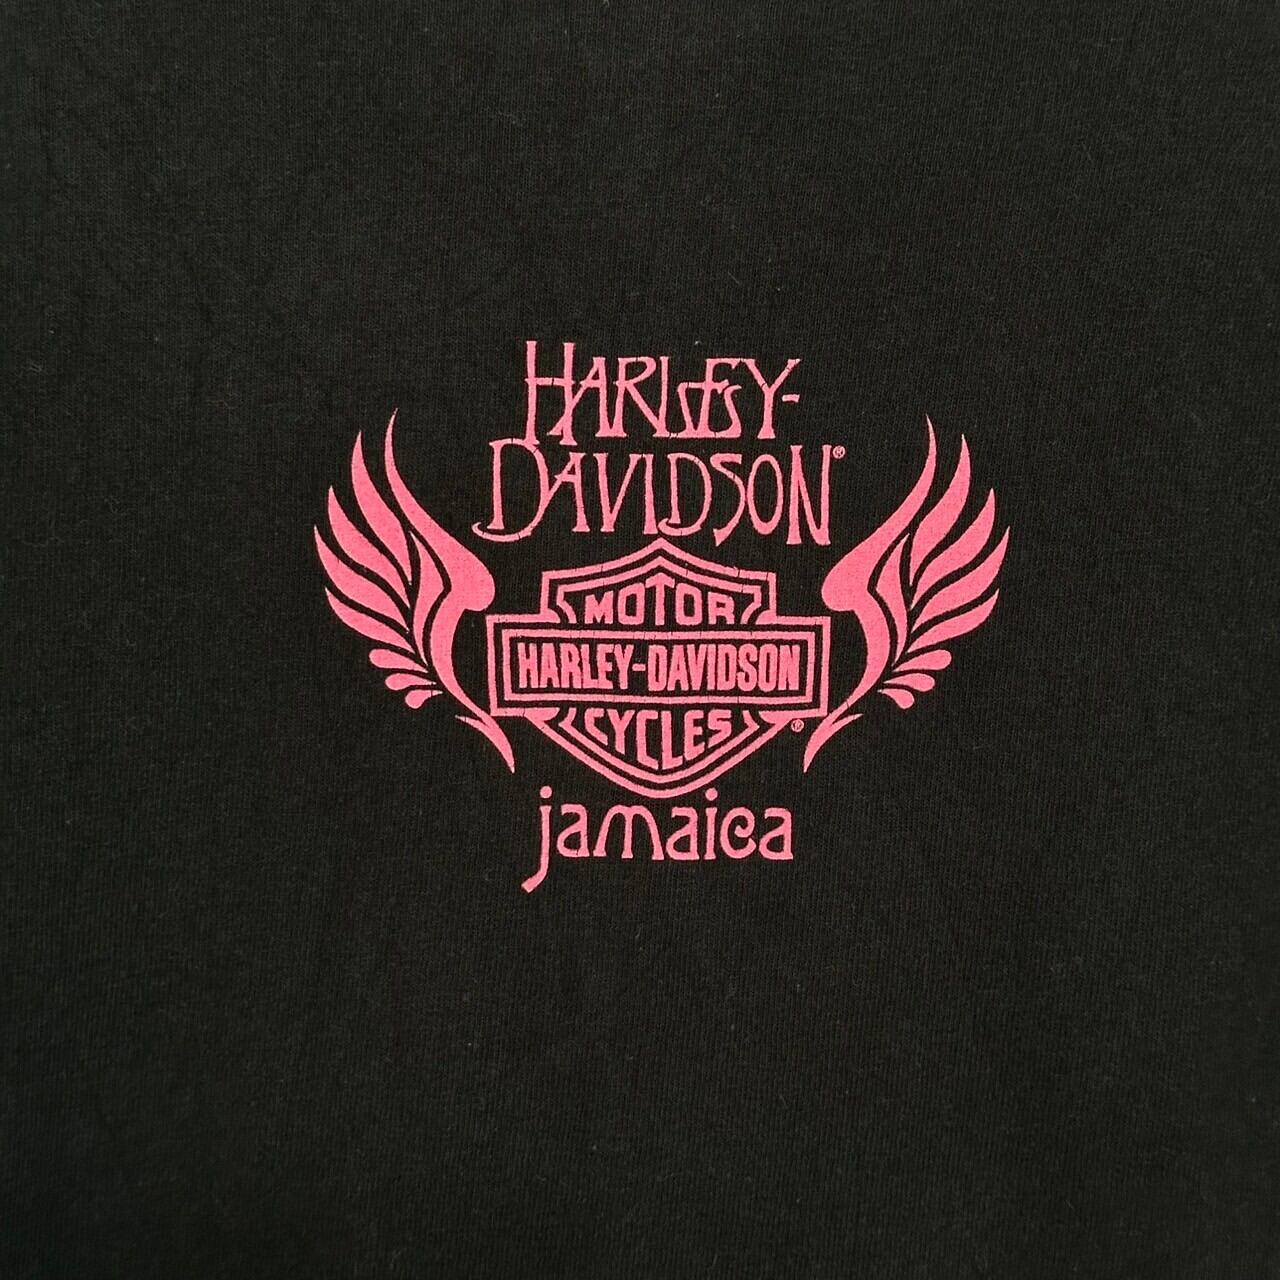 HARLEY-
DAVIDSON®
MOTOR
HARLEY-DAVIDSON
CYCLES ®
jamaica